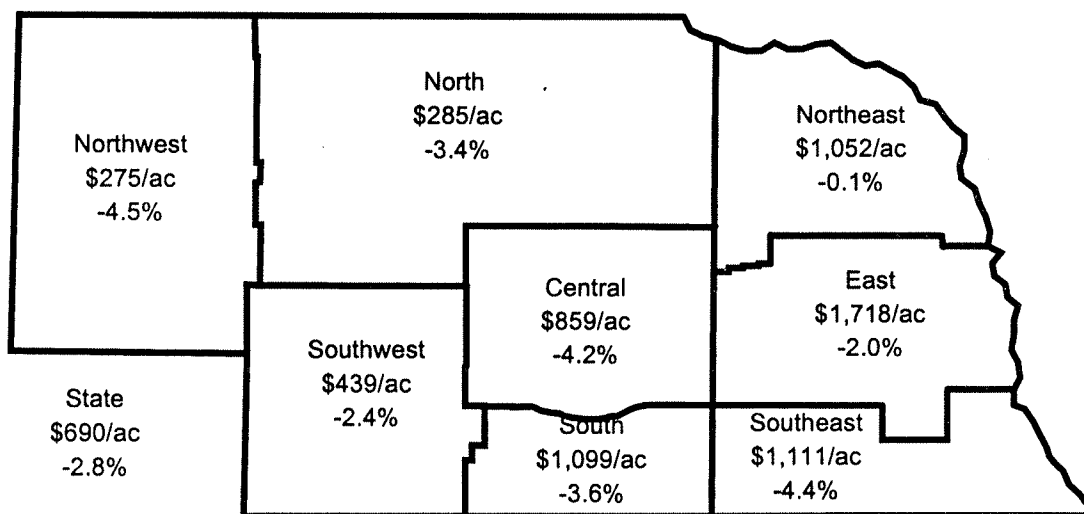 North
$285/ac
-3.4%
Northwest
$275/ac
-4.5%
Northeast
$1,052/ac
-0.1%
Central
$859/ac
-4.2%
East
$1,718/ac
-2.0%
Southwest
$439/ac
-2.4%
State
$690/ac
-2.8%
South
$1,099/ac
-3.6%
Southeast
$1,111/ac
-4.4%